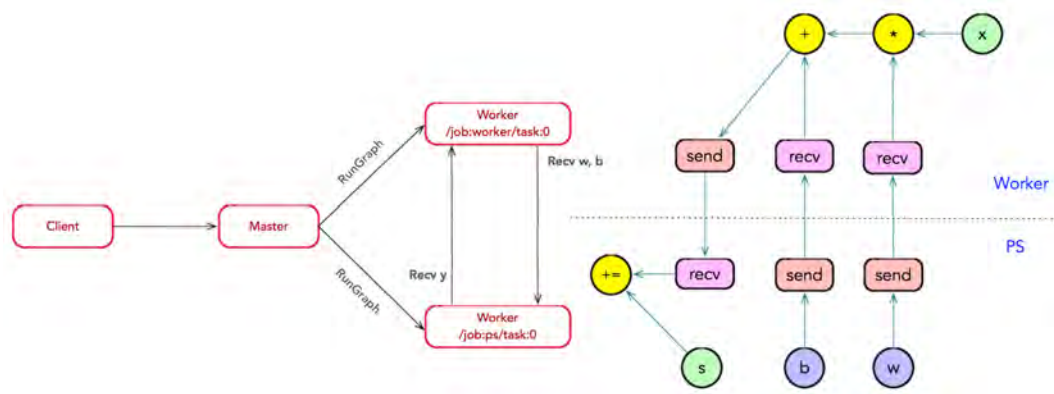 Client
Master
RunGraph
RunGraph
Worker
/job:worker/task:0
Recv w, b
Recv y
Worker
/job:ps/task:0
+
*
x
send
recv
recv
Worker
PS
+=
recv
send
send
s
b
w